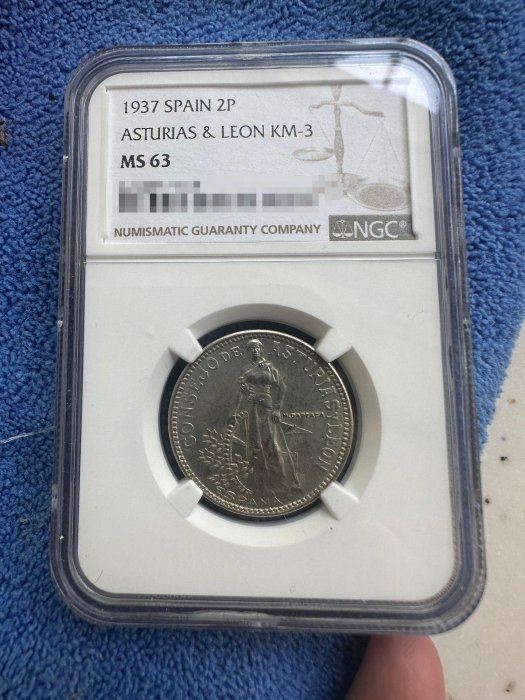 1937 SPAIN 2P
ASTURIAS & LEON KM-3
MS 63
NUMISMATIC GUARANTY COMPANY
NGC®
CONSEJO DE ASTURIAS Y LEON
ESPAÑA